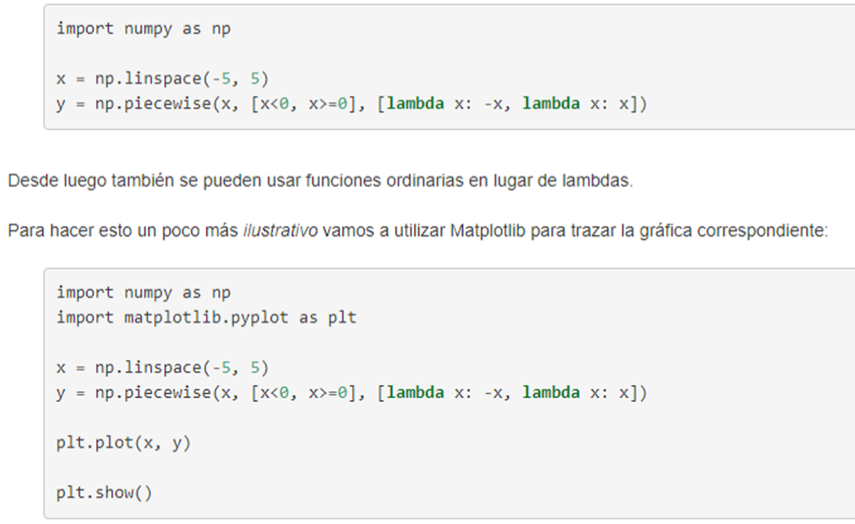 import numpy as np
x = np.linspace(-5, 5)
y = np.piecewise(x, [x<0, x>=0], [lambda x: -x, lambda x: x])
Desde luego también se pueden usar funciones ordinarias en lugar de lambdas.
Para hacer esto un poco más ilustrativo vamos a utilizar Matplotlib para trazar la gráfica correspondiente:
import numpy as np
import matplotlib.pyplot as plt
x = np.linspace(-5, 5)
y = np.piecewise(x, [x<0, x>=0], [lambda x: -x, lambda x: x])
plt.plot(x, y)
plt.show()